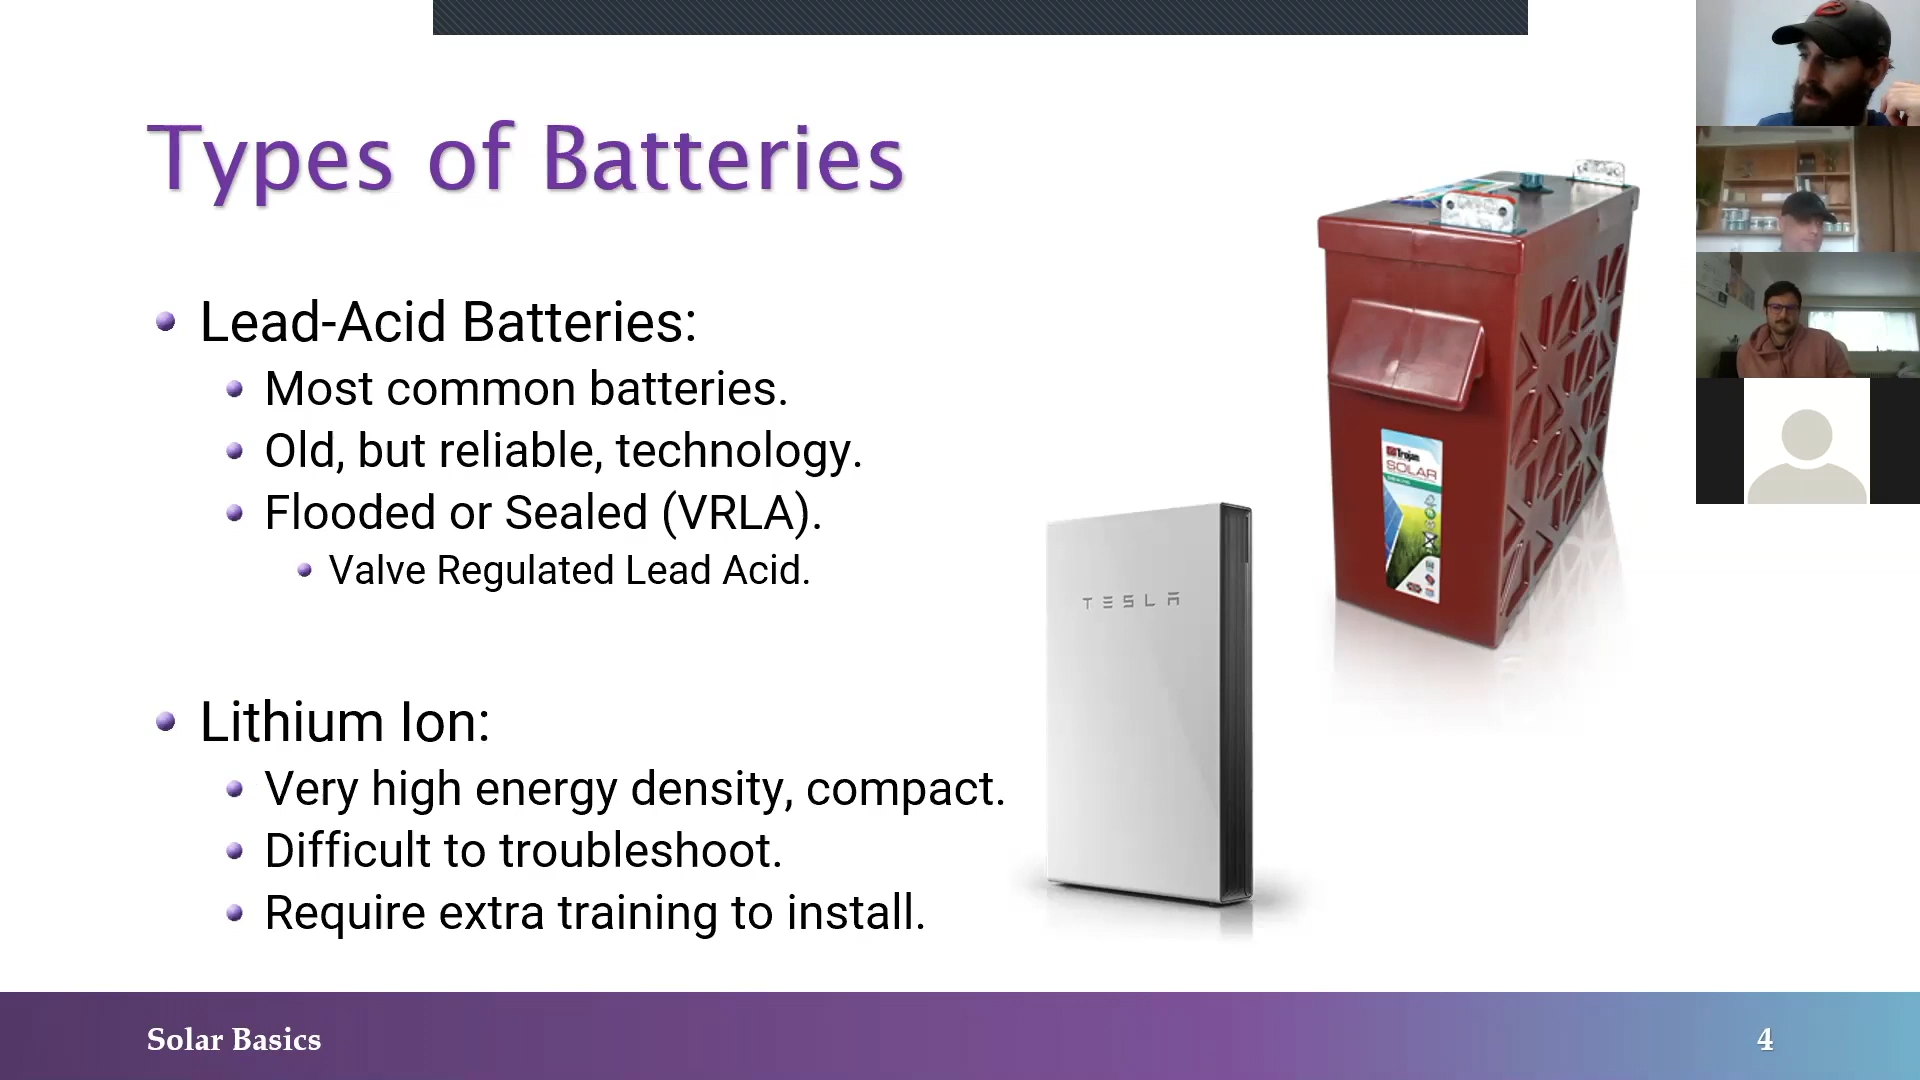 Types of Batteries
Lead-Acid Batteries:
Most common batteries.
Old, but reliable, technology.
Flooded or Sealed (VRLA).
Valve Regulated Lead Acid.
Lithium Ion:
Very high energy density, compact.
Difficult to troubleshoot.
Require extra training to install.
TESLA
Trojan
SOLAR
Solar Basics
4